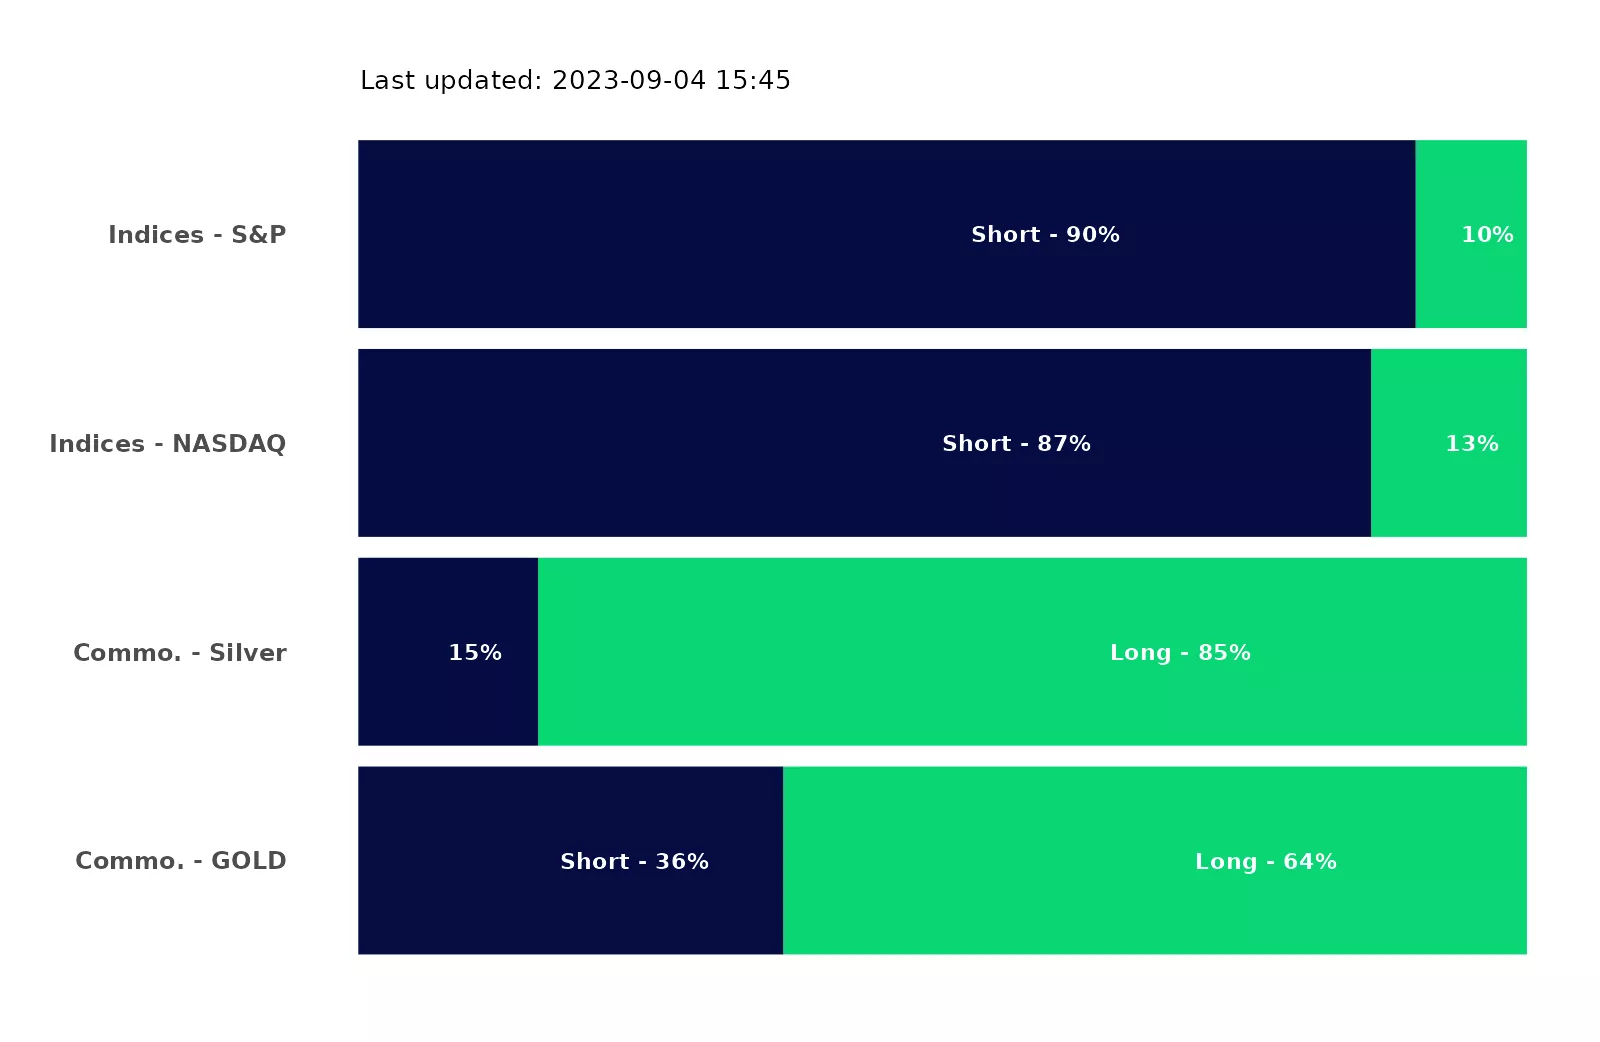 Last updated: 2023-09-04 15:45
Indices - S&P Short - 90% 10%
Indices - NASDAQ Short - 87% 13%
Commo. - Silver 15% Long - 85%
Commo. - GOLD Short - 36% Long - 64%